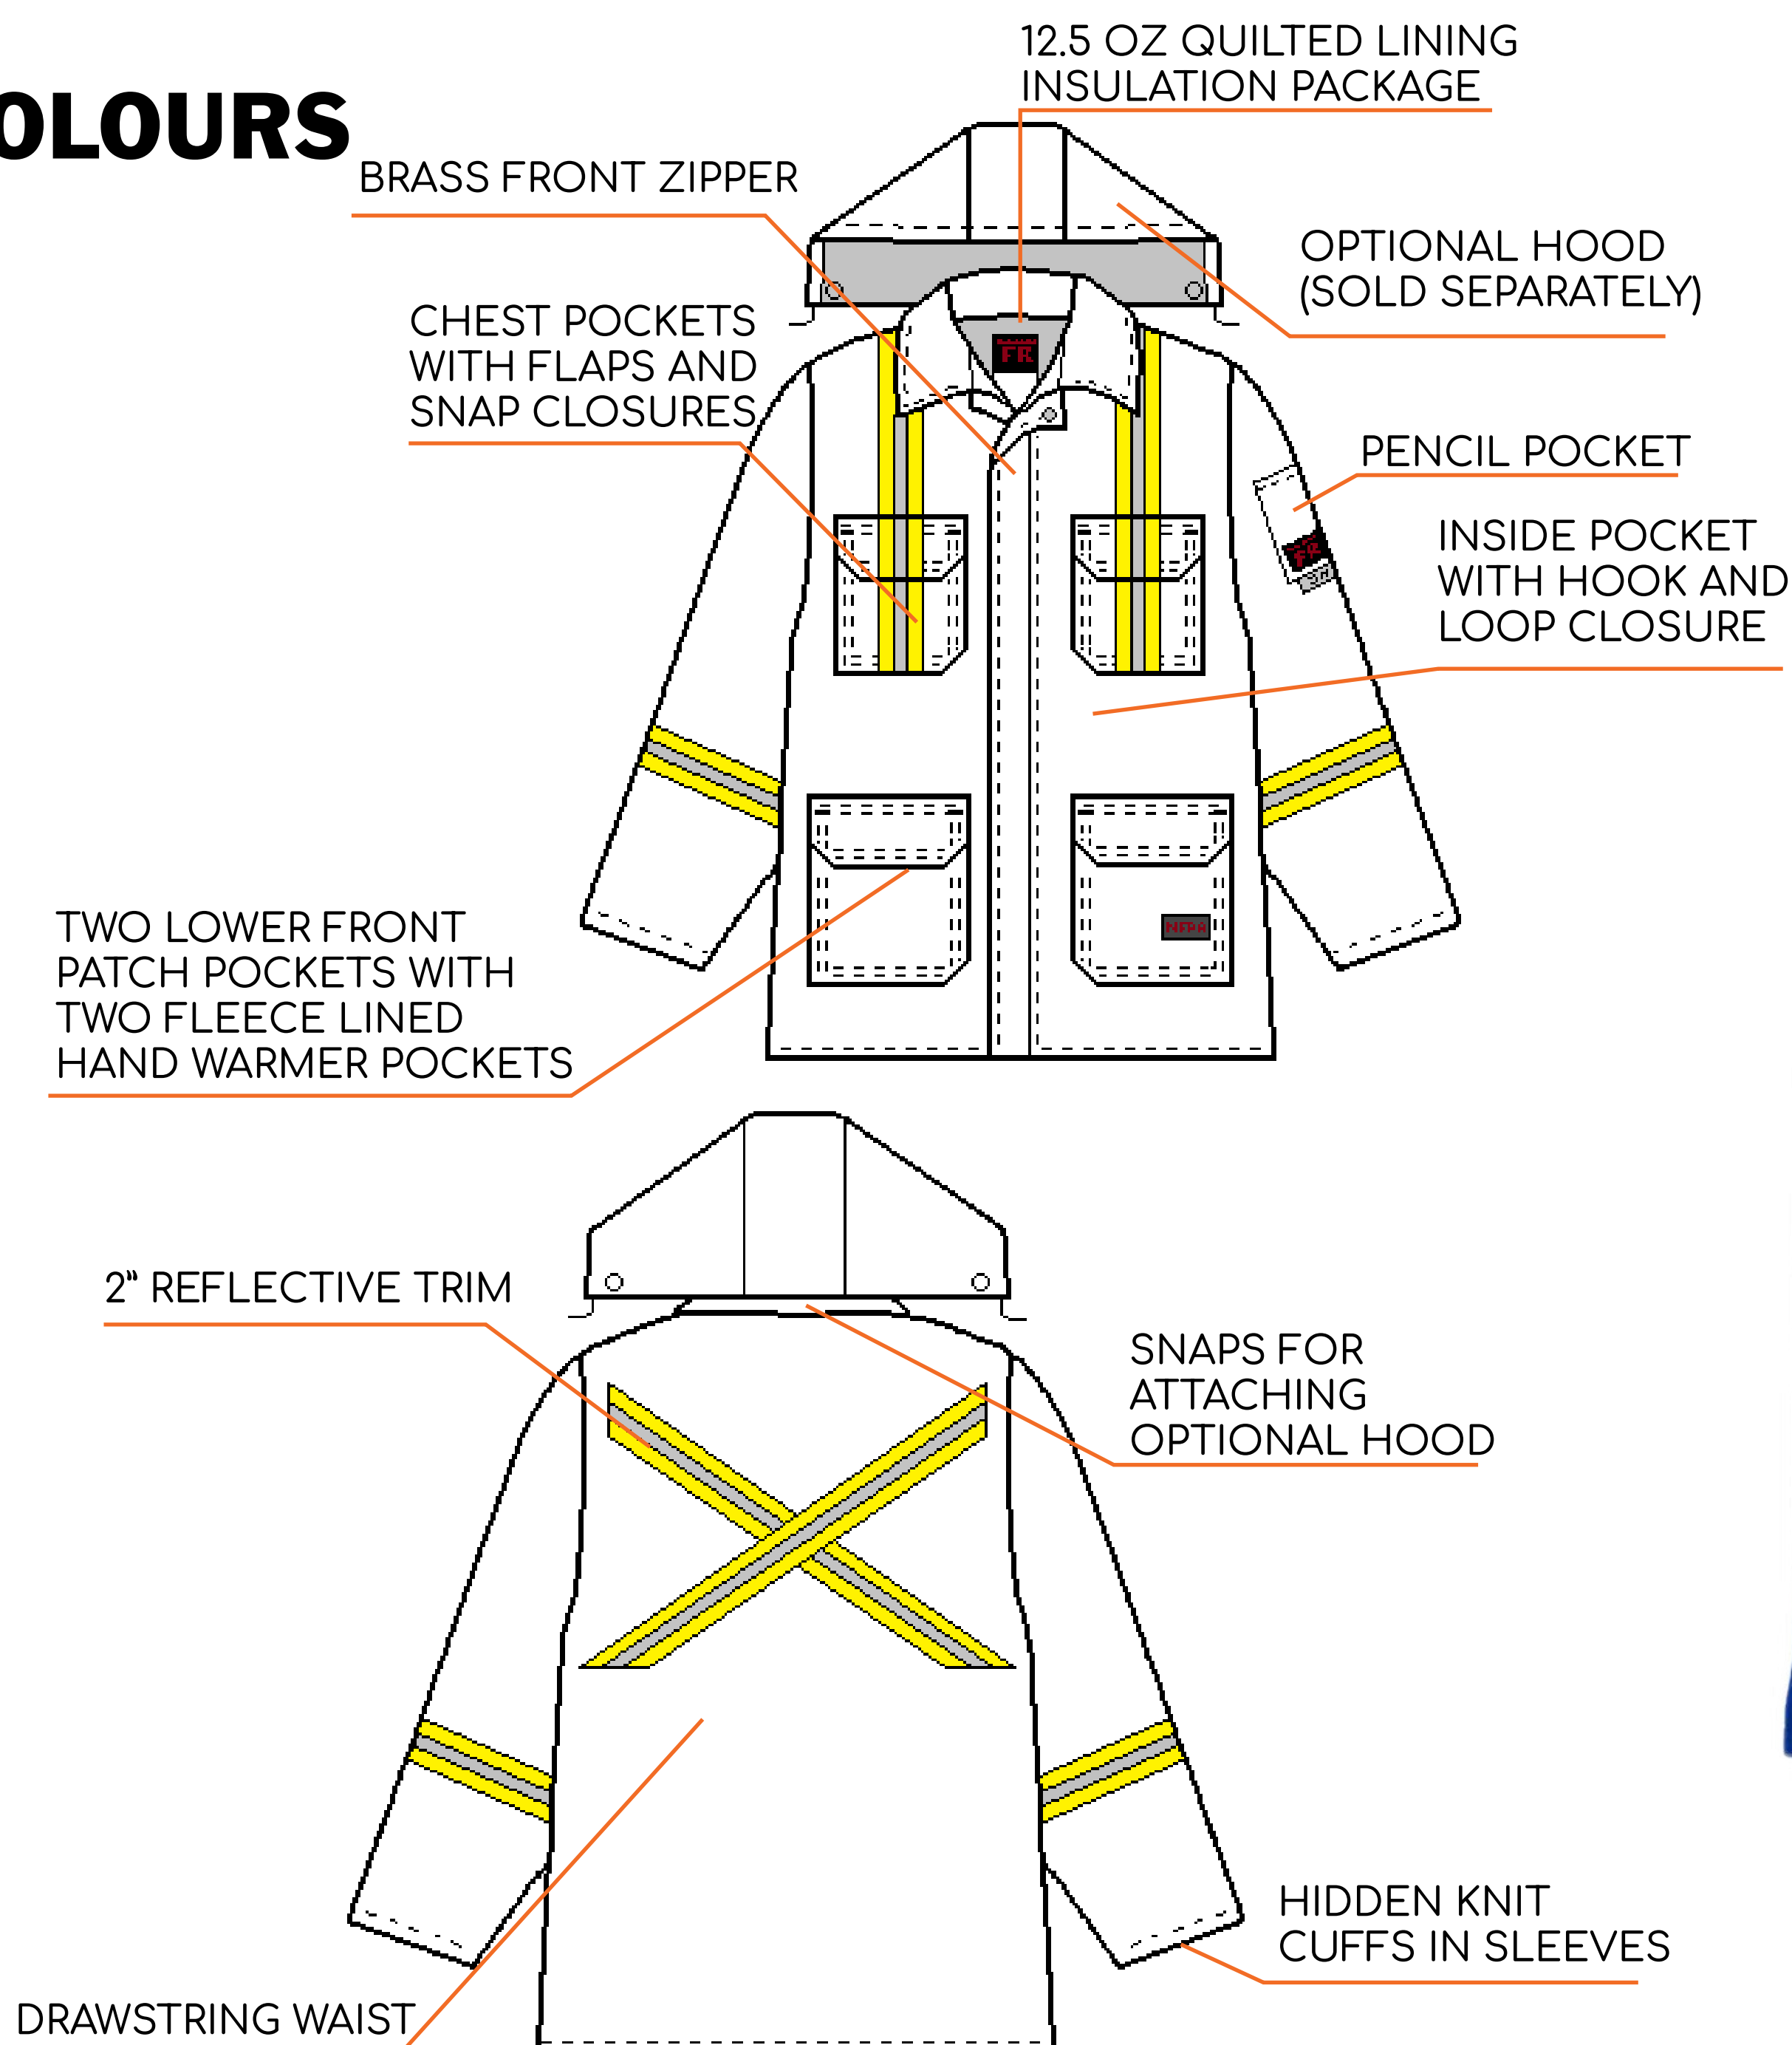 12.5 OZ QUILTED LINING
INSULATION PACKAGE
OLOURS
BRASS FRONT ZIPPER
OPTIONAL HOOD
(SOLD SEPARATELY)
CHEST POCKETS
WITH FLAPS AND
SNAP CLOSURES
FR
PENCIL POCKET
INSIDE POCKET
WITH HOOK AND
LOOP CLOSURE
FR
TWO LOWER FRONT
PATCH POCKETS WITH
TWO FLEECE LINED
HAND WARMER POCKETS
NFPA
2” REFLECTIVE TRIM
SNAPS FOR
ATTACHING
OPTIONAL HOOD
HIDDEN KNIT
CUFFS IN SLEEVES
DRAWSTRING WAIST